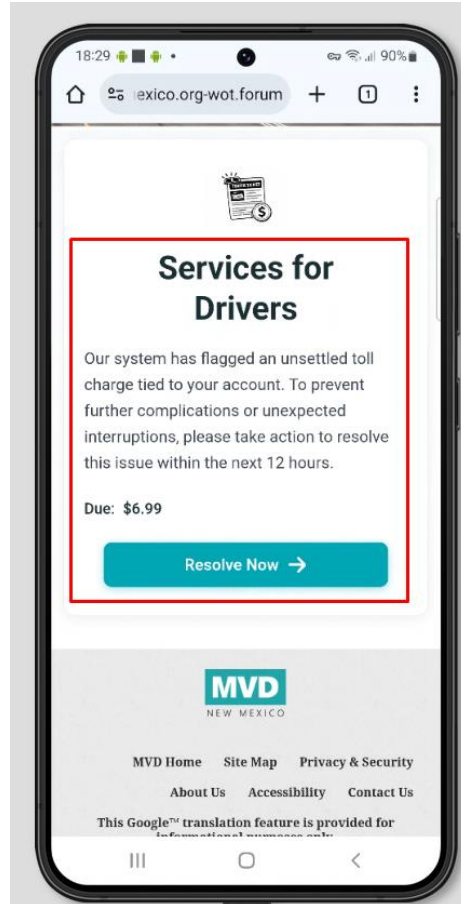 18:29 90%
exico.org-wot.forum 1
Services for
Drivers
Our system has flagged an unsettled toll
charge tied to your account. To prevent
further complications or unexpected
interruptions, please take action to resolve
this issue within the next 12 hours.
Due: $6.99
Resolve Now →
MVD
NEW MEXICO
MVD Home Site Map Privacy & Security
About Us Accessibility Contact Us
This Google™ translation feature is provided for
informational purposes only